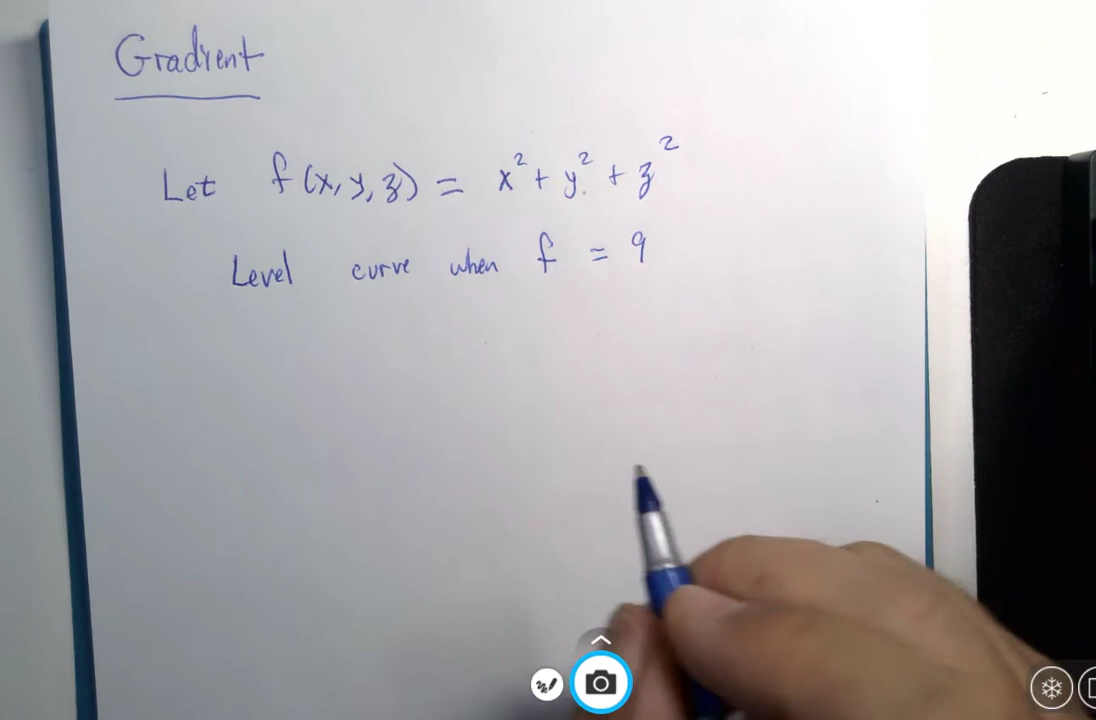 Gradient
Let f(x, y, z) = x² + y² + z²
Level curve when f = 9